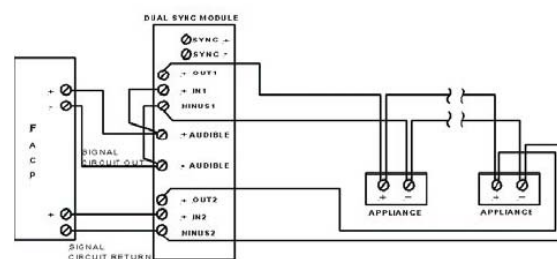 DUAL SYNC MODULE
SYNC +
SYNC -
+ OUT1
+ IN1
MINUS1
+ AUDIBLE
- AUDIBLE
+ OUT2
+ IN2
MINUS2
+
-
F
A
C
P
SIGNAL
CIRCUIT OUT
+
-
SIGNAL
CIRCUIT RETURN
+ -
APPLIANCE
+ -
APPLIANCE